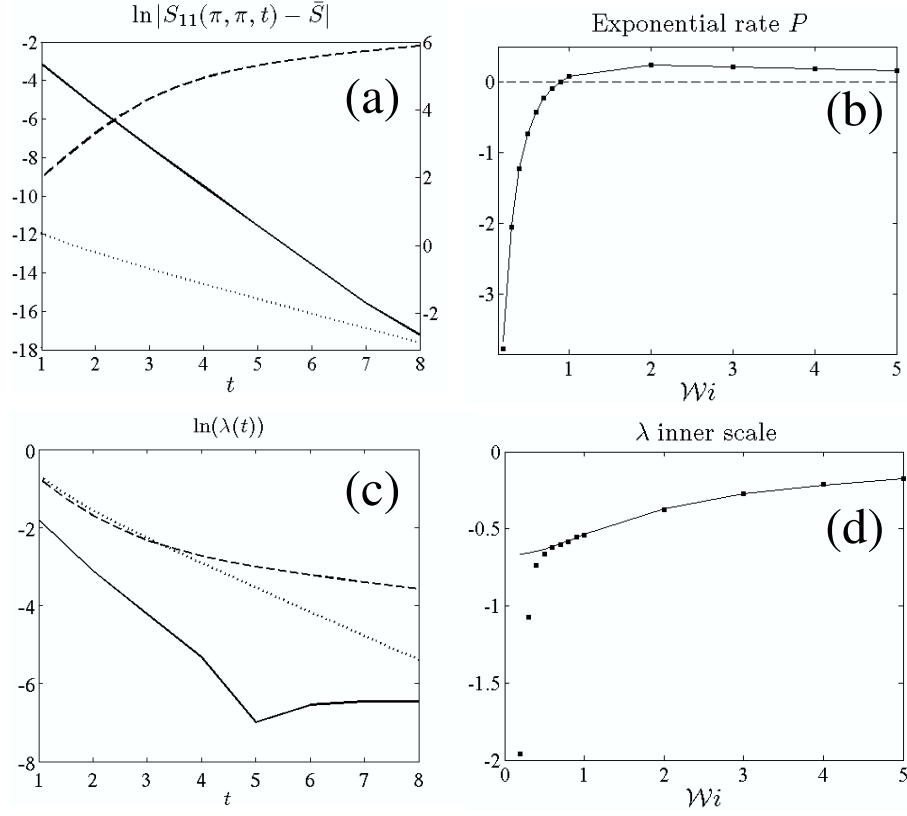 ln |S₁₁(π, π, t) − S̄|
-2
-4
-6
-8
-10
-12
-14
-16
-18
6
4
2
0
-2
(a)
1 2 3 4 5 6 7 8
t
Exponential rate P
0
-1
-2
-3
(b)
1 2 3 4 5
𝒲i
ln(λ(t))
0
-2
-4
-6
-8
(c)
1 2 3 4 5 6 7 8
t
λ inner scale
0
-0.5
-1
-1.5
-2
(d)
0 1 2 3 4 5
𝒲i